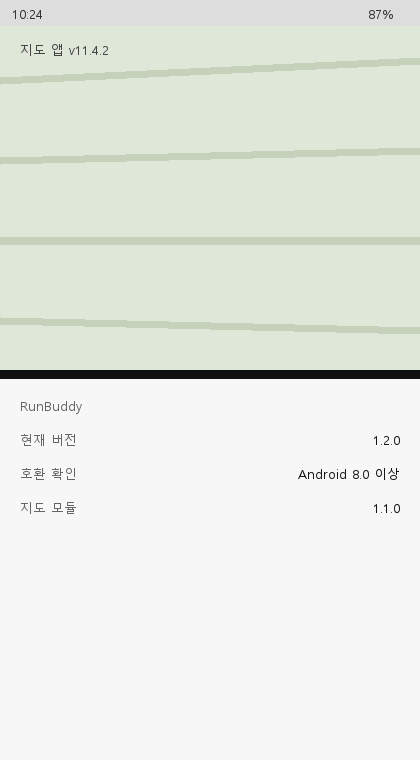 10:24 87%
지도 앱 v11.4.2
RunBuddy
현재 버전 1.2.0
호환 확인 Android 8.0 이상
지도 모듈 1.1.0